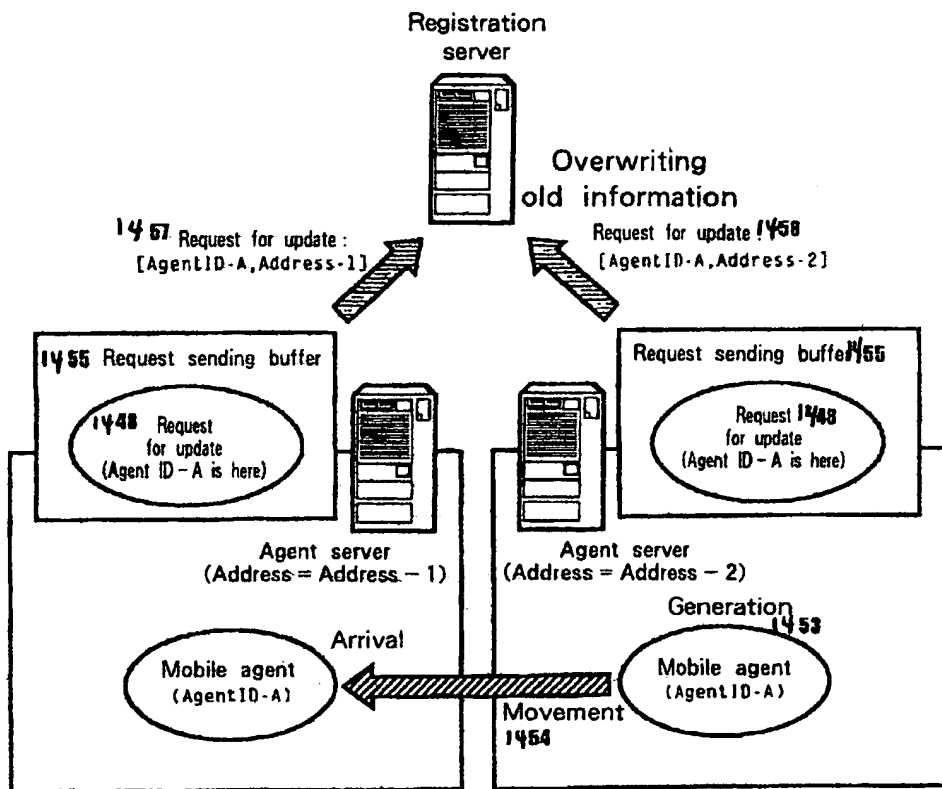 Registration
server
Overwriting
old information
1457 Request for update :
[AgentID-A,Address-1]
Request for update 1458
[AgentID-A,Address-2]
1455 Request sending buffer
1448 Request
for update
(Agent ID - A is here)
Request sending buffer 1455
Request 1448
for update
(Agent ID - A is here)
Agent server
(Address = Address - 1)
Agent server
(Address = Address - 2)
Generation
1453
Arrival
Mobile agent
(AgentID-A)
Mobile agent
(AgentID-A)
Movement
1454